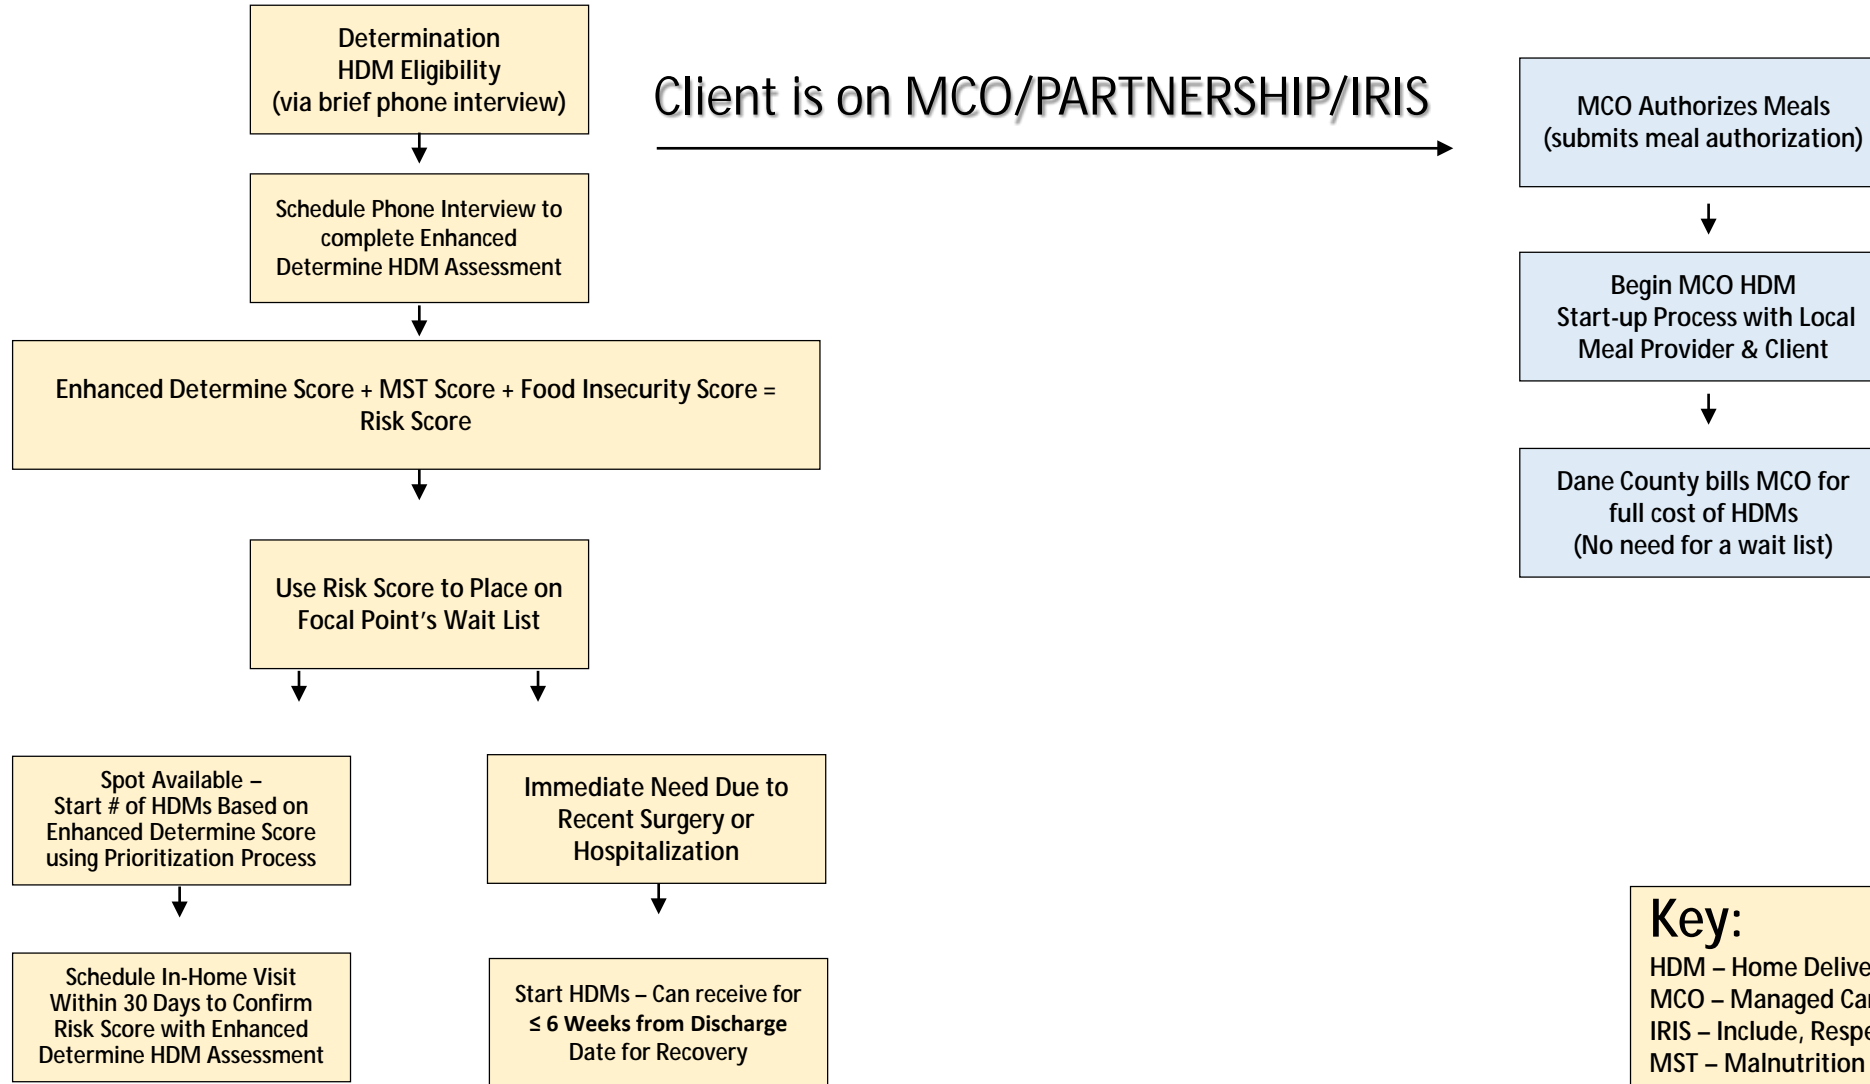 Determination
HDM Eligibility
(via brief phone interview)
Client is on MCO/PARTNERSHIP/IRIS
MCO Authorizes Meals
(submits meal authorization)
Schedule Phone Interview to
complete Enhanced
Determine HDM Assessment
Begin MCO HDM
Start-up Process with Local
Meal Provider & Client
Enhanced Determine Score + MST Score + Food Insecurity Score =
Risk Score
Dane County bills MCO for
full cost of HDMs
(No need for a wait list)
Use Risk Score to Place on
Focal Point's Wait List
Spot Available –
Start # of HDMs Based on
Enhanced Determine Score
using Prioritization Process
Immediate Need Due to
Recent Surgery or
Hospitalization
Schedule In-Home Visit
Within 30 Days to Confirm
Risk Score with Enhanced
Determine HDM Assessment
Start HDMs – Can receive for
≤ 6 Weeks from Discharge
Date for Recovery
Key:
HDM – Home
MCO – Managed
IRIS – Include,
MST – Malnutrition